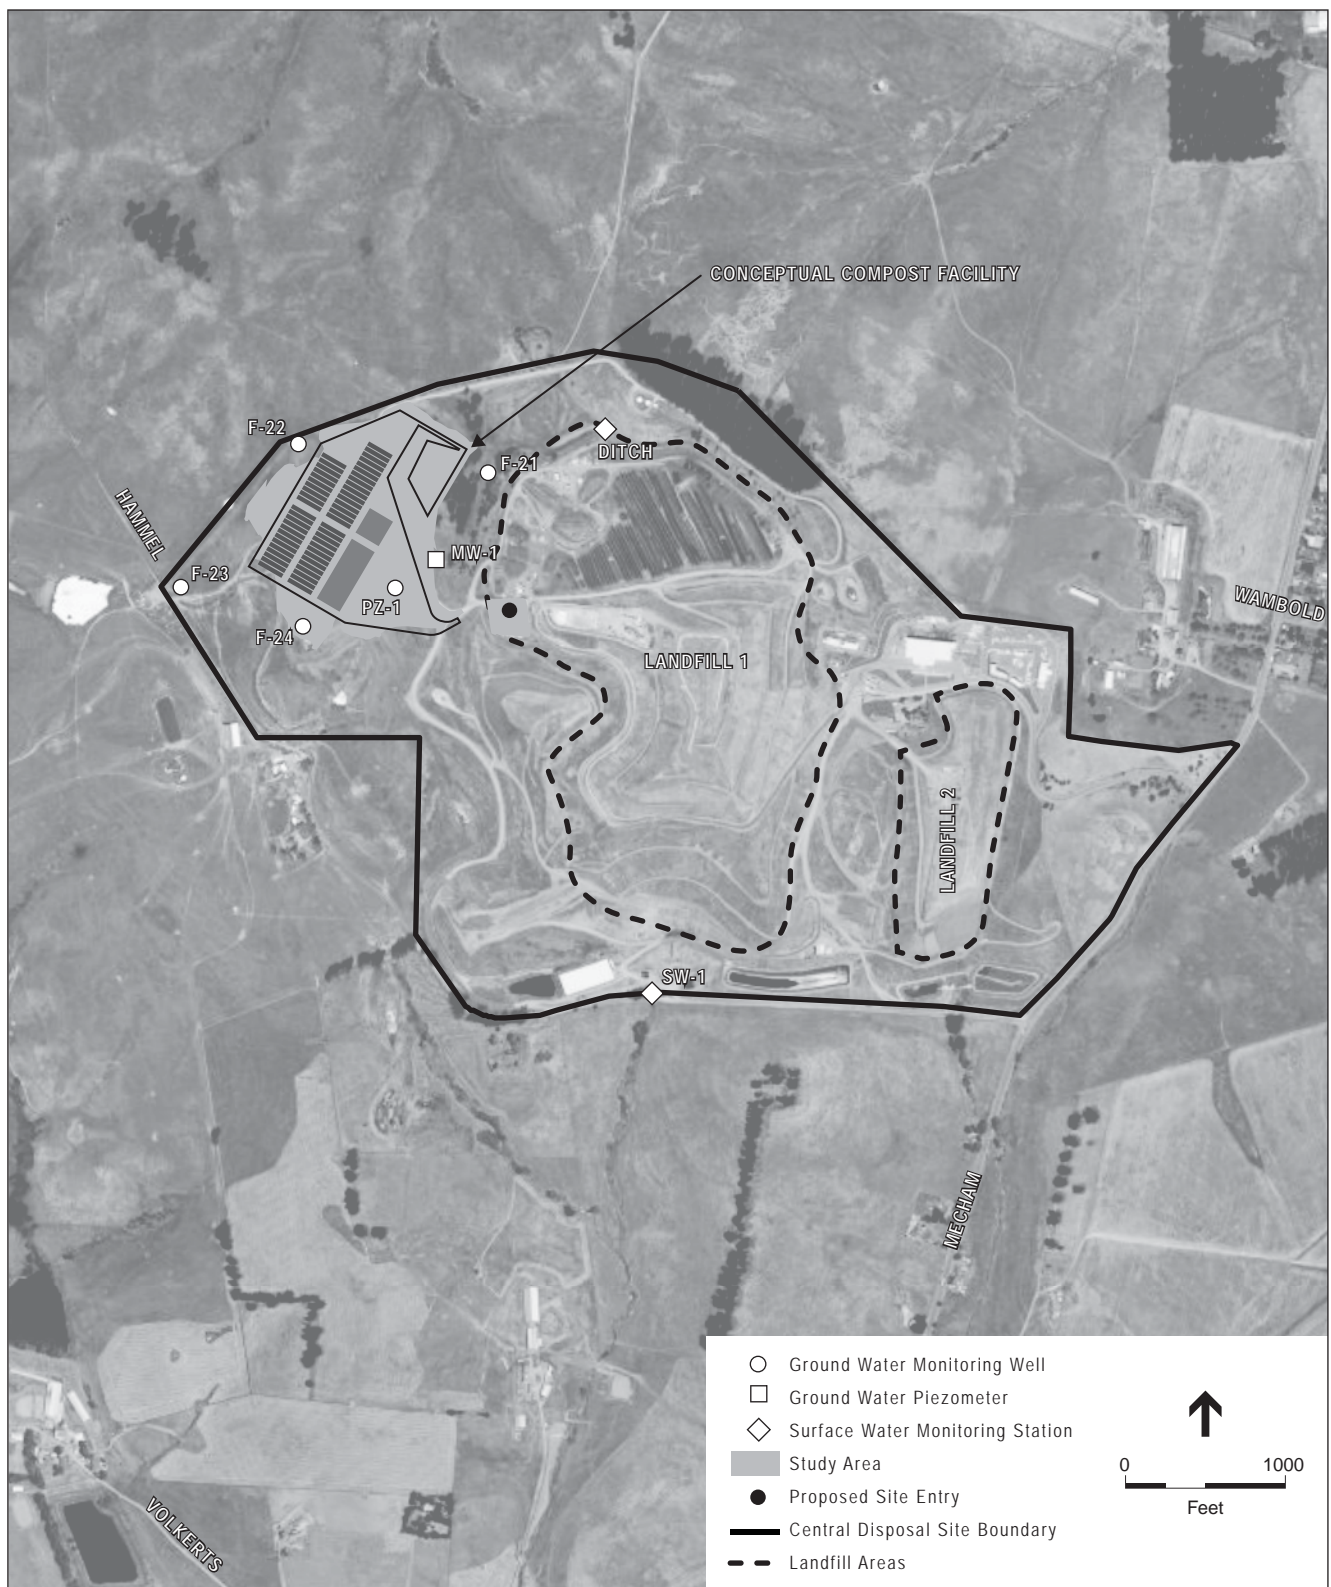 CONCEPTUAL COMPOST FACILITY
F-22
F-21
DITCH
HAMMEL
MW-1
F-23
PZ-1
F-24
WAMBOLD
LANDFILL 1
LANDFILL 2
SW-1
MECHAM
VOLKERTS
Ground Water Monitoring Well
Ground Water Piezometer
Surface Water Monitoring Station
Study Area
Proposed Site Entry
Central Disposal Site Boundary
Landfill Areas
0 1000
Feet